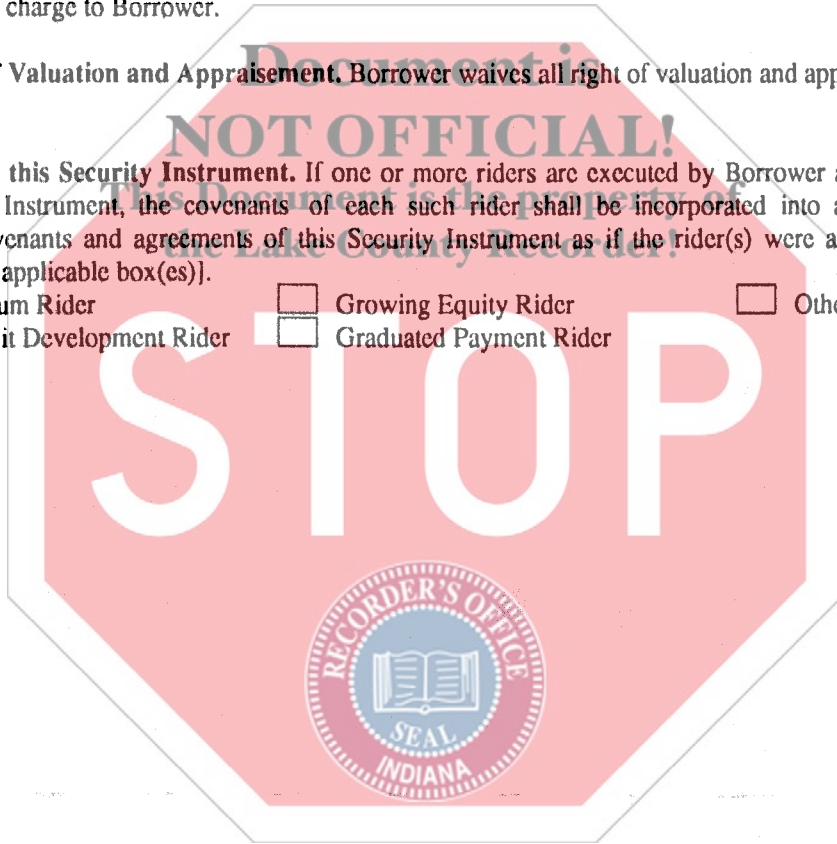 charge to Borrower.
Document is
Valuation and Appraisement. Borrower waives all right of valuation and app
NOT OFFICIAL!
this Security Instrument. If one or more riders are executed by Borrower a
This Document is the property of
Instrument, the covenants of each such rider shall be incorporated into a
venants and agreements of this Security Instrument as if the rider(s) were a
the Lake County Recorder!
applicable box(es)].
um Rider Growing Equity Rider Othe
it Development Rider Graduated Payment Rider
STOP
RECORDER'S OFFICE
SEAL
INDIANA